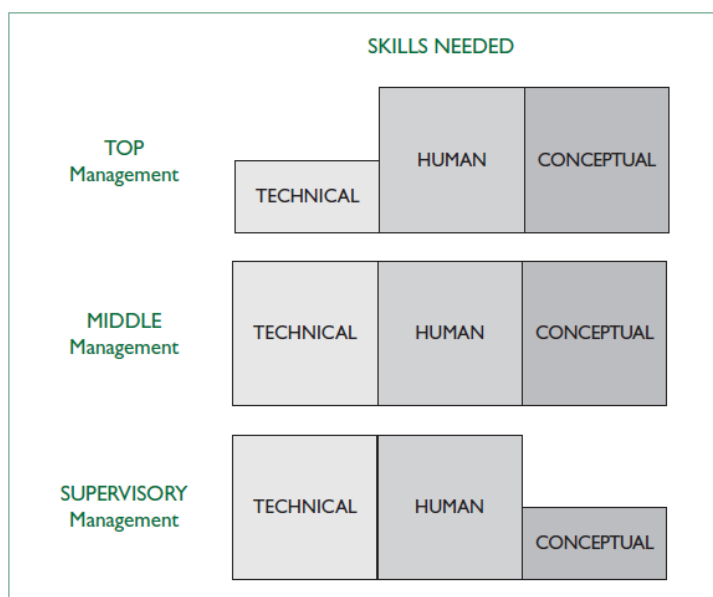 SKILLS NEEDED
TOP
Management
TECHNICAL
HUMAN
CONCEPTUAL
MIDDLE
Management
TECHNICAL
HUMAN
CONCEPTUAL
SUPERVISORY
Management
TECHNICAL
HUMAN
CONCEPTUAL